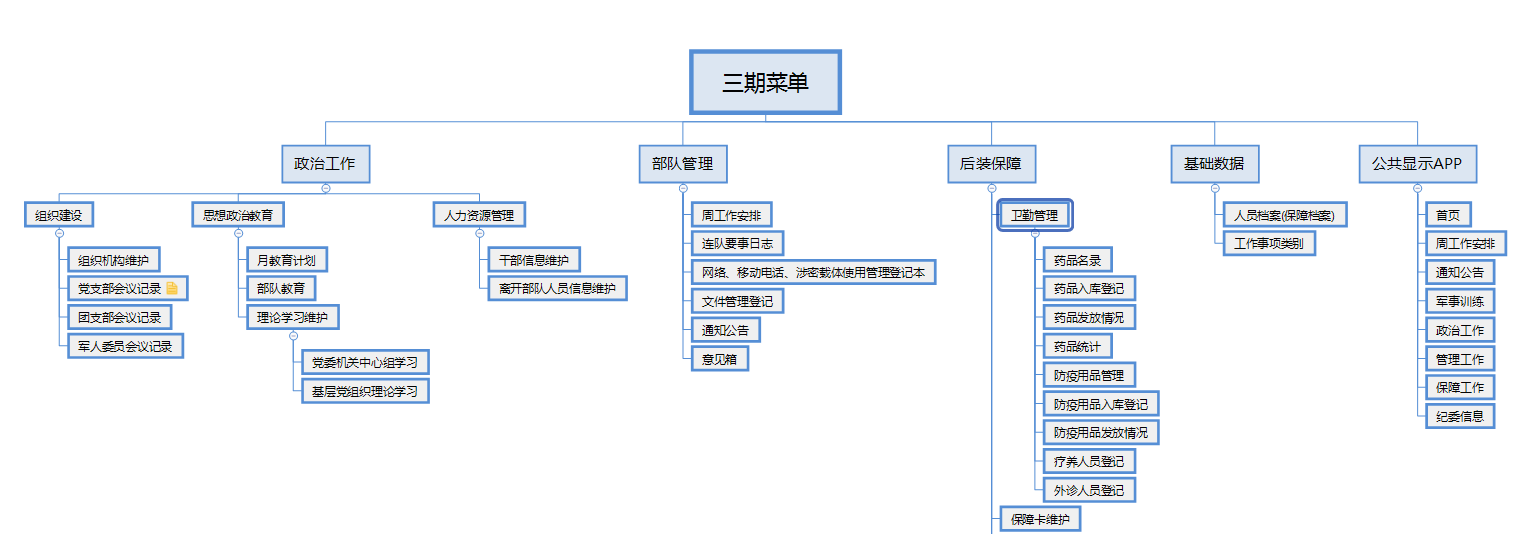 三期菜单
政治工作
组织建设
组织机构维护
党支部会议记录
团支部会议记录
军人委员会议记录
思想政治教育
月教育计划
部队教育
理论学习维护
党委机关中心组学习
基层党组织理论学习
人力资源管理
干部信息维护
离开部队人员信息维护
部队管理
周工作安排
连队要事日志
网络、移动电话、涉密载体使用管理登记本
文件管理登记
通知公告
意见箱
后装保障
卫勤管理
药品名录
药品入库登记
药品发放情况
药品统计
防疫用品管理
防疫用品入库登记
防疫用品发放情况
疗养人员登记
外诊人员登记
保障卡维护
基础数据
人员档案(保障档案)
工作事项类别
公共显示APP
首页
周工作安排
通知公告
军事训练
政治工作
管理工作
保障工作
纪委信息